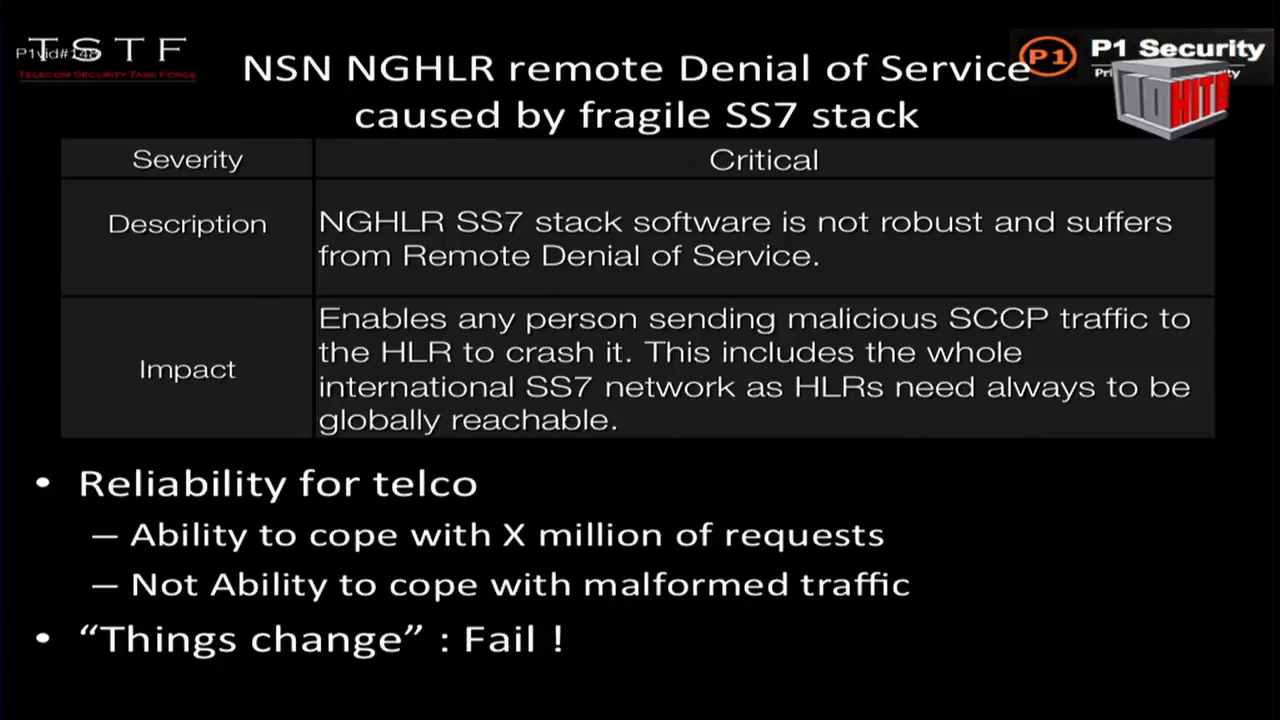 P1vid#148
TSTF
TELECOM SECURITY TASK FORCE
P1 P1 Security
HITB
NSN NGHLR remote Denial of Service
caused by fragile SS7 stack
Severity Critical
Description NGHLR SS7 stack software is not robust and suffers
from Remote Denial of Service.
Impact Enables any person sending malicious SCCP traffic to
the HLR to crash it. This includes the whole
international SS7 network as HLRs need always to be
globally reachable.
• Reliability for telco
– Ability to cope with X million of requests
– Not Ability to cope with malformed traffic
• “Things change” : Fail !